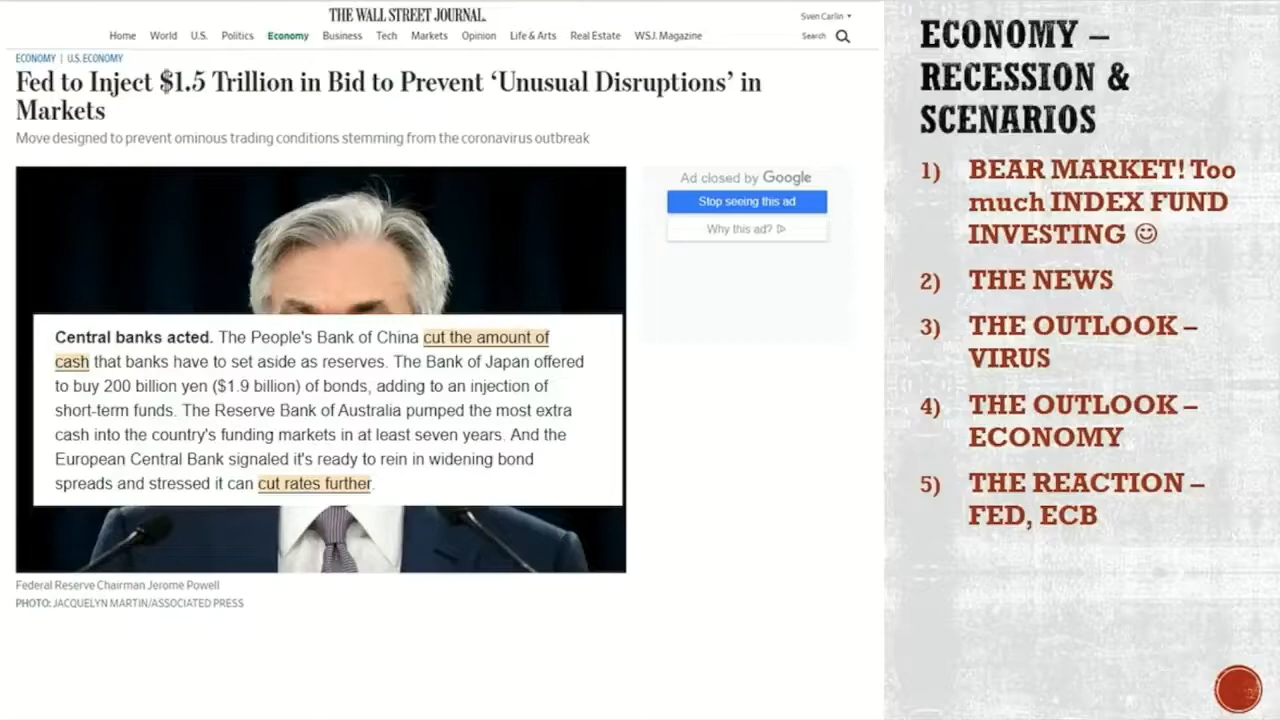 THE WALL STREET JOURNAL.
Sven Carlin
Home World U.S. Politics Economy Business Tech Markets Opinion Life & Arts Real Estate WSJ. Magazine
Search
ECONOMY | U.S. ECONOMY
Fed to Inject $1.5 Trillion in Bid to Prevent ‘Unusual Disruptions’ in
Markets
Move designed to prevent ominous trading conditions stemming from the coronavirus outbreak
Ad closed by Google
Stop seeing this ad
Why this ad?
Central banks acted. The People's Bank of China cut the amount of
cash that banks have to set aside as reserves. The Bank of Japan offered
to buy 200 billion yen ($1.9 billion) of bonds, adding to an injection of
short-term funds. The Reserve Bank of Australia pumped the most extra
cash into the country's funding markets in at least seven years. And the
European Central Bank signaled it's ready to rein in widening bond
spreads and stressed it can cut rates further.
Federal Reserve Chairman Jerome Powell
PHOTO: JACQUELYN MARTIN/ASSOCIATED PRESS
ECONOMY –
RECESSION &
SCENARIOS
1) BEAR MARKET! Too
much INDEX FUND
INVESTING ☺
2) THE NEWS
3) THE OUTLOOK –
VIRUS
4) THE OUTLOOK –
ECONOMY
5) THE REACTION –
FED, ECB